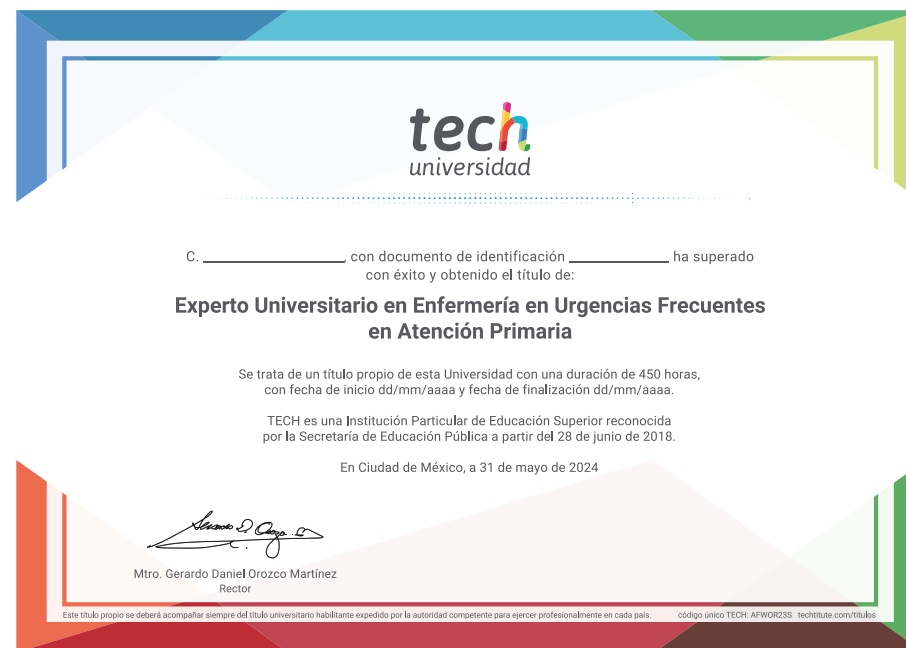 tech
universidad
C. ____________, con documento de identificación ____________ ha superado
con éxito y obtenido el título de:
Experto Universitario en Enfermería en Urgencias Frecuentes
en Atención Primaria
Se trata de un título propio de esta Universidad con una duración de 450 horas,
con fecha de inicio dd/mm/aaaa y fecha de finalización dd/mm/aaaa.
TECH es una Institución Particular de Educación Superior reconocida
por la Secretaría de Educación Pública a partir del 28 de junio de 2018.
En Ciudad de México, a 31 de mayo de 2024
Mtro. Gerardo Daniel Orozco Martínez
Rector
Este título propio se deberá acompañar siempre del título universitario habilitante expedido por la autoridad competente para ejercer profesionalmente en cada país. código único TECH: AFWOR23S techtitute.com/titulos